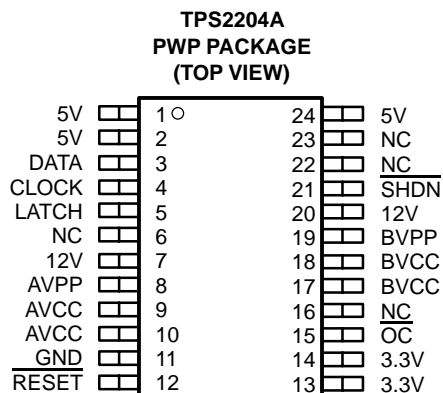 TPS2204A
PWP PACKAGE
(TOP VIEW)
5V 1 24 5V
5V 2 23 NC
DATA 3 22 NC
CLOCK 4 21 SHDN
LATCH 5 20 12V
NC 6 19 BVPP
12V 7 18 BVCC
AVPP 8 17 BVCC
AVCC 9 16 NC
AVCC 10 15 OC
GND 11 14 3.3V
RESET 12 13 3.3V